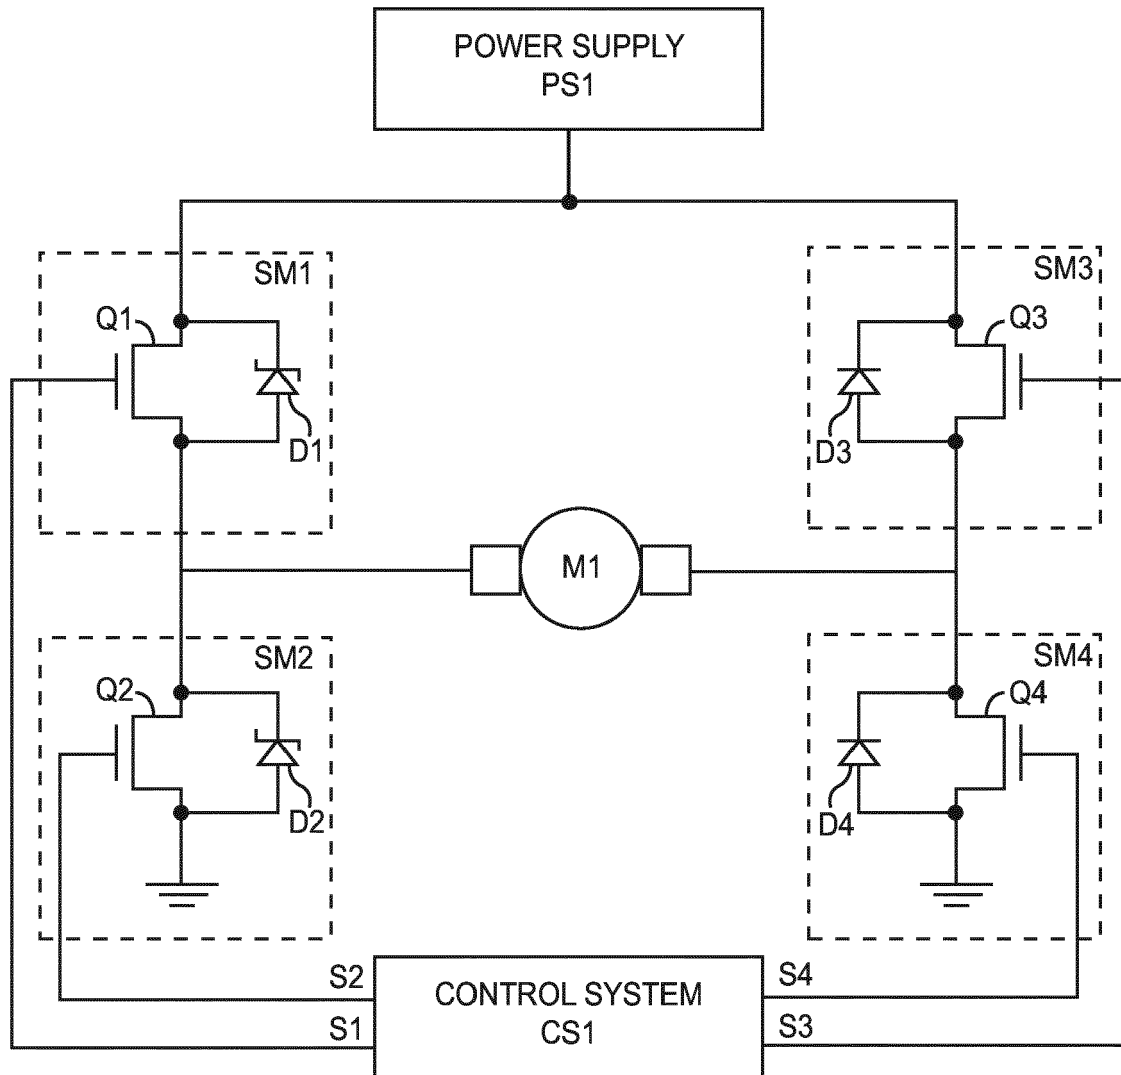 POWER SUPPLY
PS1
SM1
SM3
Q1
Q3
D1
D3
M1
SM2
SM4
Q2
Q4
D2
D4
S2
S4
CONTROL SYSTEM
S1
CS1
S3